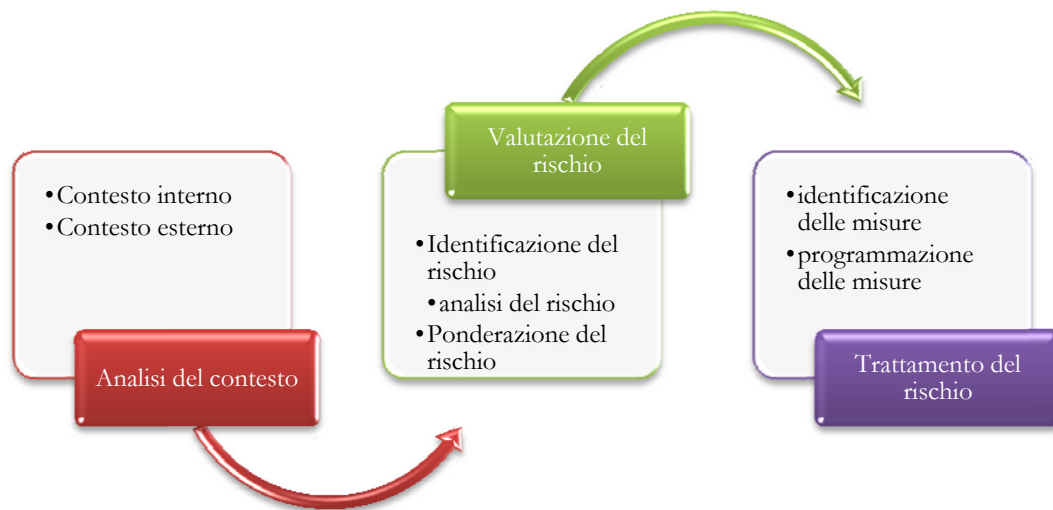 •Contesto interno
•Contesto esterno
Analisi del contesto
Valutazione del
rischio
•Identificazione del
rischio
•analisi del rischio
•Ponderazione del
rischio
•identificazione
delle misure
•programmazione
delle misure
Trattamento del
rischio